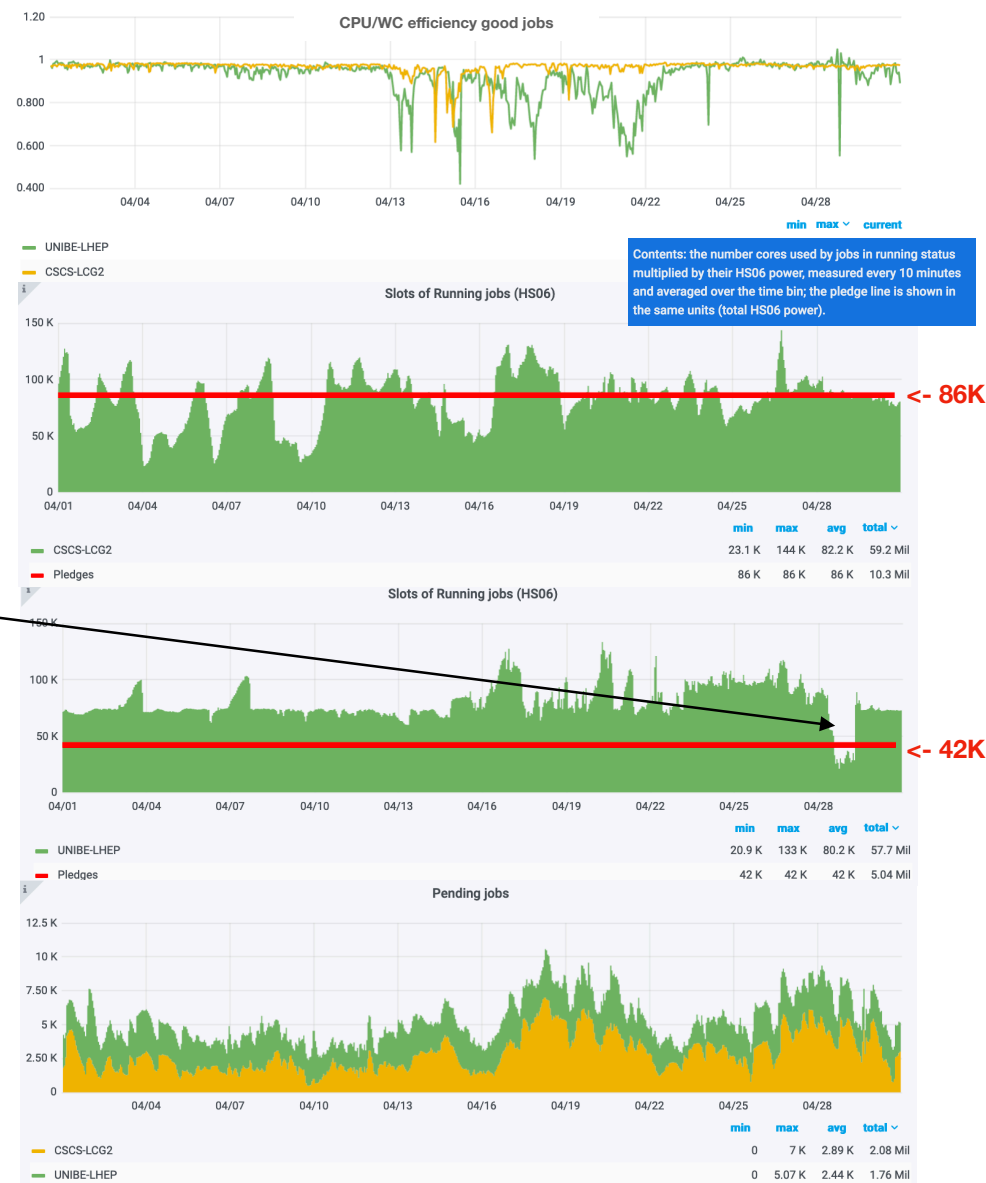 CPU/WC efficiency good jobs
1.20
1
0.800
0.600
0.400
04/04 04/07 04/10 04/13 04/16 04/19 04/22 04/25 04/28
min max current
UNIBE-LHEP
CSCS-LCG2
Contents: the number cores used by jobs in running status
multiplied by their HS06 power, measured every 10 minutes
and averaged over the time bin; the pledge line is shown in
the same units (total HS06 power).
i
Slots of Running jobs (HS06)
150 K
100 K
<- 86K
50 K
0
04/01 04/04 04/07 04/10 04/13 04/16 04/19 04/22 04/25 04/28
min max avg total
CSCS-LCG2 23.1 K 144 K 82.2 K 59.2 Mil
Pledges 86 K 86 K 86 K 10.3 Mil
i
Slots of Running jobs (HS06)
150 K
100 K
50 K
<- 42K
0
04/01 04/04 04/07 04/10 04/13 04/16 04/19 04/22 04/25 04/28
min max avg total
UNIBE-LHEP 20.9 K 133 K 80.2 K 57.7 Mil
Pledges 42 K 42 K 42 K 5.04 Mil
i
Pending jobs
12.5 K
10 K
7.50 K
5 K
2.50 K
0
04/04 04/07 04/10 04/13 04/16 04/19 04/22 04/25 04/28
min max avg total
CSCS-LCG2 0 7 K 2.89 K 2.08 Mil
UNIBE-LHEP 0 5.07 K 2.44 K 1.76 Mil